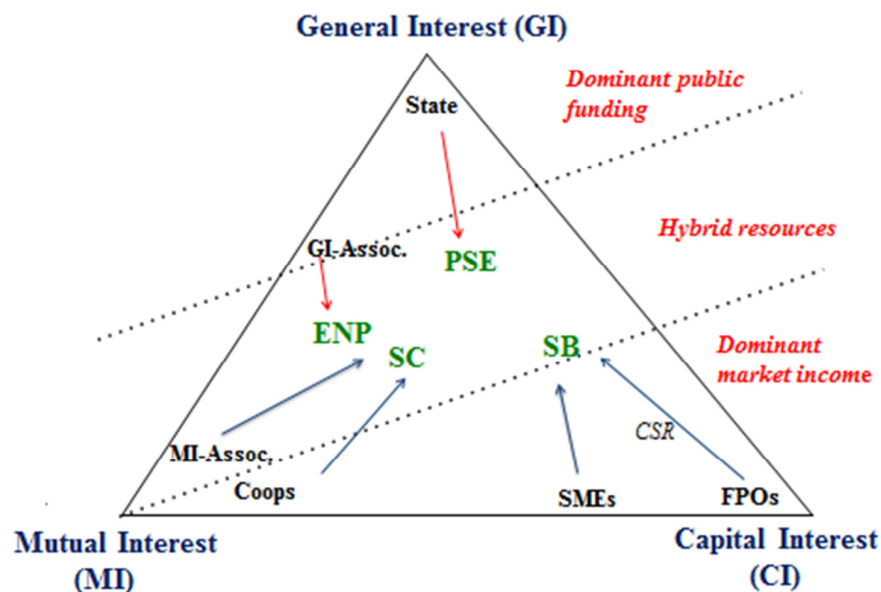 General Interest (GI)
Dominant public
funding
State
Hybrid resources
GI-Assoc.
PSE
ENP
SC
SB
Dominant
market income
CSR
MI-Assoc.
Coops
SMEs
FPOs
Mutual Interest
(MI)
Capital Interest
(CI)